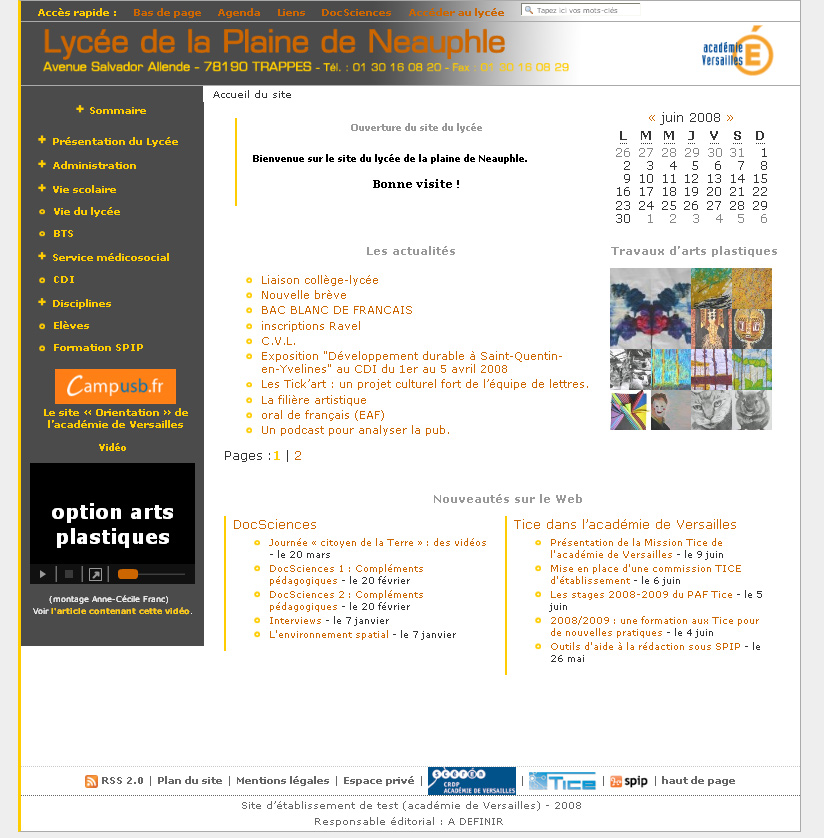 Accès rapide : Bas de page Agenda Liens DocSciences Accéder au lycée Tapez ici vos mots-clés
Lycée de la Plaine de Neauphle
Avenue Salvador Allende - 78190 TRAPPES - Tél. : 01 30 16 08 20 - Fax : 01 30 16 08 29
académie
Versailles
É
Accueil du site
Sommaire
Présentation du Lycée
Administration
Vie scolaire
Vie du lycée
BTS
Service médicosocial
CDI
Disciplines
Elèves
Formation SPIP
Campusb.fr
Le site « Orientation » de
l'académie de Versailles
Vidéo
option arts
plastiques
(montage Anne-Cécile Franc)
Voir l'article contenant cette vidéo.
Ouverture du site du lycée
Bienvenue sur le site du lycée de la plaine de Neauphle.
Bonne visite !
« juin 2008 »
L M M J V S D
26 27 28 29 30 31 1
2 3 4 5 6 7 8
9 10 11 12 13 14 15
16 17 18 19 20 21 22
23 24 25 26 27 28 29
30 1 2 3 4 5 6
Les actualités
Liaison collège-lycée
Nouvelle brève
BAC BLANC DE FRANCAIS
inscriptions Ravel
C.V.L.
Exposition "Développement durable à Saint-Quentin-
en-Yvelines" au CDI du 1er au 5 avril 2008
Les Tick'art : un projet culturel fort de l'équipe de lettres.
La filière artistique
oral de français (EAF)
Un podcast pour analyser la pub.
Pages : 1 | 2
Travaux d'arts plastiques
Nouveautés sur le Web
DocSciences
Journée « citoyen de la Terre » : des vidéos
- le 20 mars
DocSciences 1 : Compléments
pédagogiques - le 20 février
DocSciences 2 : Compléments
pédagogiques - le 20 février
Interviews - le 7 janvier
L'environnement spatial - le 7 janvier
Tice dans l'académie de Versailles
Présentation de la Mission Tice de
l'académie de Versailles - le 9 juin
Mise en place d'une commission TICE
d'établissement - le 6 juin
Les stages 2008-2009 du PAF Tice - le 5
juin
2008/2009 : une formation aux Tice pour
de nouvelles pratiques - le 4 juin
Outils d'aide à la rédaction sous SPIP - le
26 mai
RSS 2.0 | Plan du site | Mentions légales | Espace privé | scérén CRDP ACADÉMIE DE VERSAILLES | Tice | spip | haut de page
Site d'établissement de test (académie de Versailles) - 2008
Responsable éditorial : A DEFINIR